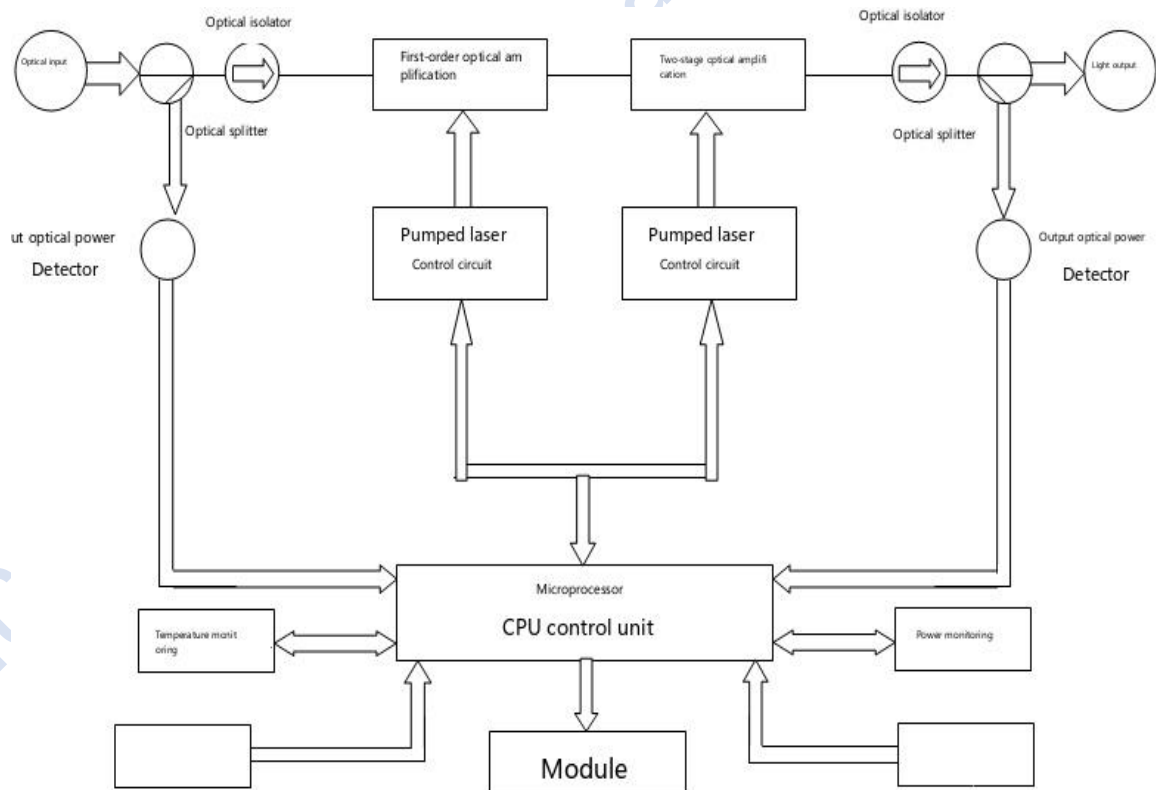 Optical isolator
Optical isolator
Optical input
First-order optical am
plification
Two-stage optical amplifi
cation
Light output
Optical splitter
Optical splitter
ut optical power
Detector
Pumped laser
Control circuit
Pumped laser
Control circuit
Output optical power
Detector
Microprocessor
CPU control unit
Temperature monit
oring
Power monitoring
Module